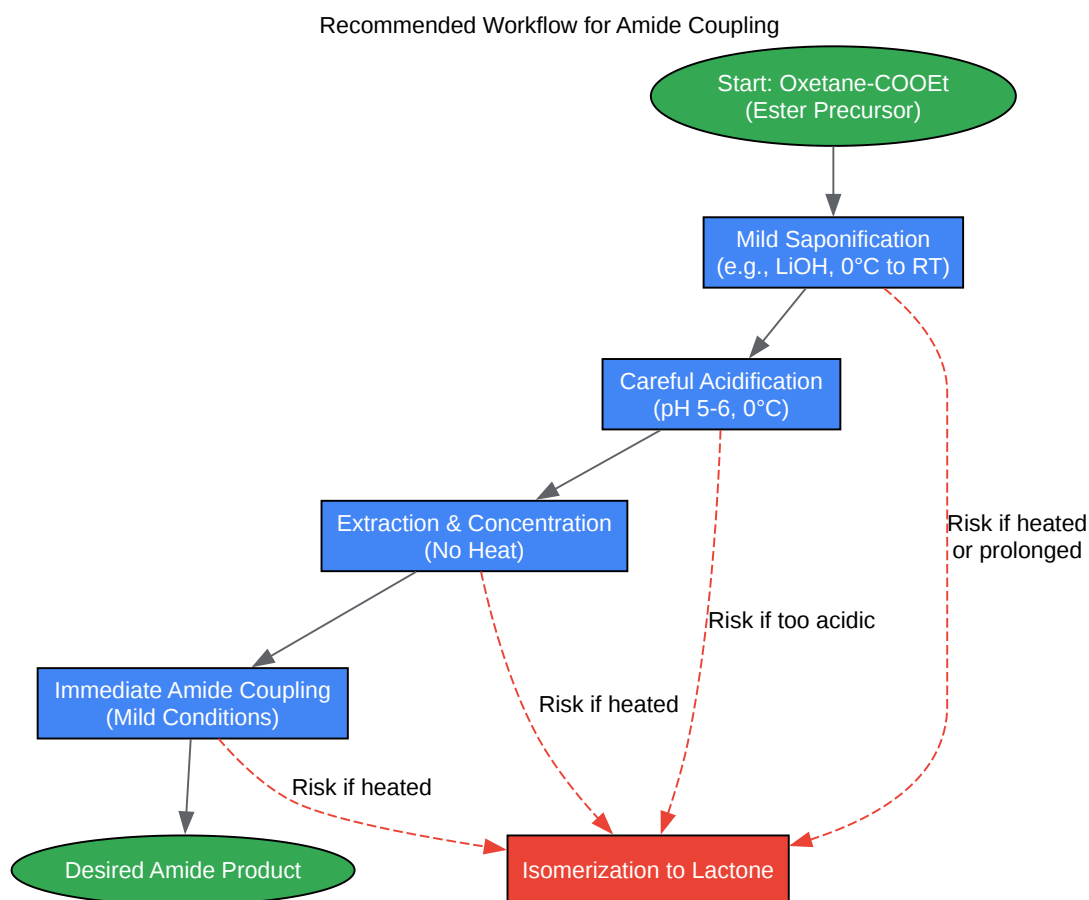 Recommended Workflow for Amide Coupling
Start: Oxetane-COOEt
(Ester Precursor)
Mild Saponification
(e.g., LiOH, 0°C to RT)
Careful Acidification
(pH 5-6, 0°C)
Extraction & Concentration
(No Heat)
Risk if heated
or prolonged
Risk if too acidic
Immediate Amide Coupling
(Mild Conditions)
Risk if heated
Risk if heated
Desired Amide Product
Isomerization to Lactone